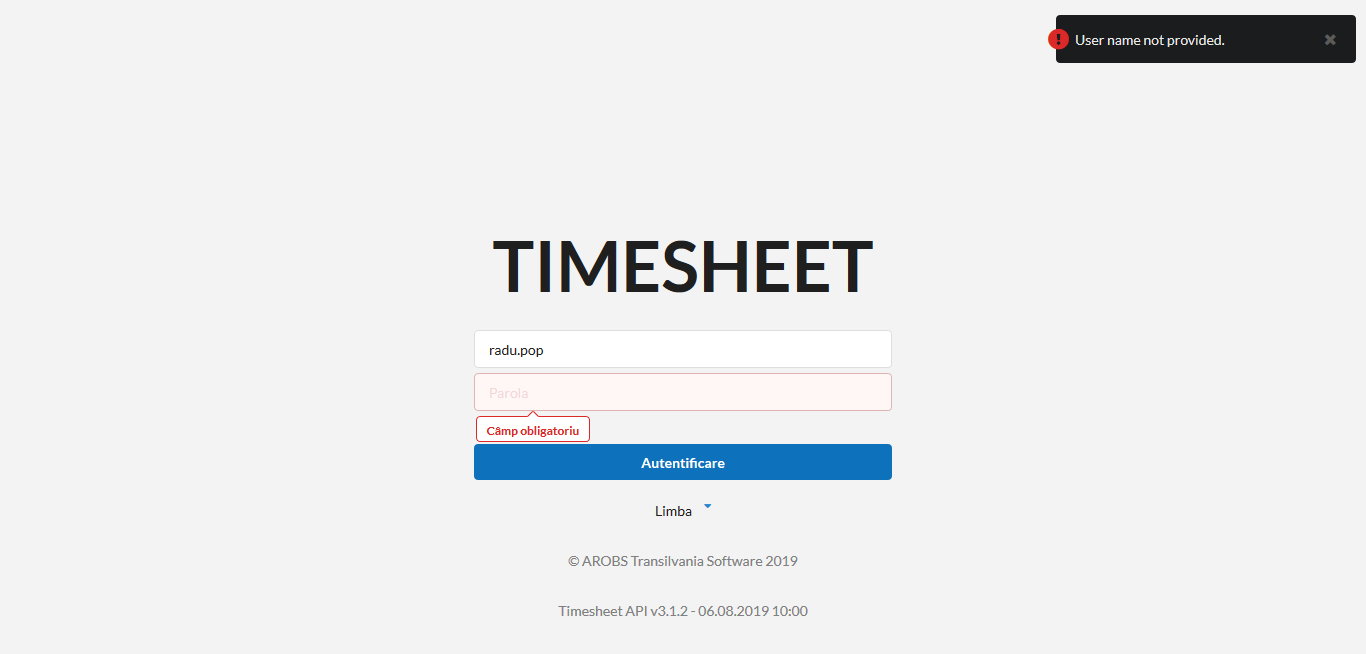 User name not provided.
TIMESHEET
radu.pop
Parola
Câmp obligatoriu
Autentificare
Limba
© AROBS Transilvania Software 2019
Timesheet API v3.1.2 - 06.08.2019 10:00